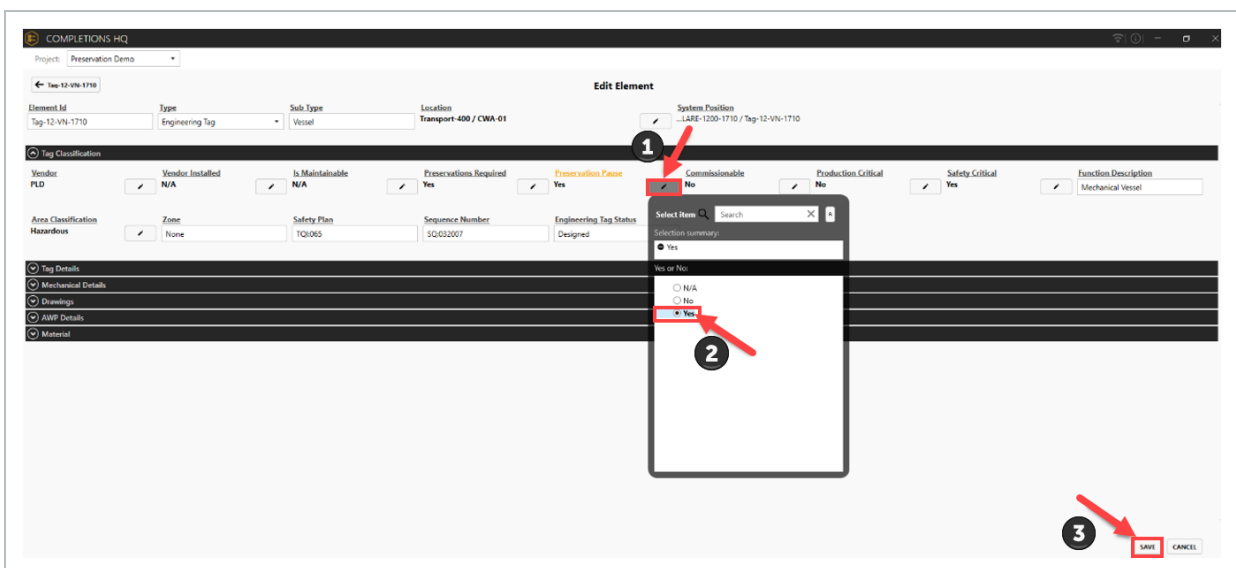 COMPLETIONS HQ
Project: Preservation Demo
Tag-12-VN-1710
Edit Element
Element Id Type Sub Type Location System Position
Tag-12-VN-1710 Engineering Tag Vessel Transport-400 / CWA-01 ...LARE-1200-1710 / Tag-12-VN-1710
1
Tag Classification
Vendor Vendor Installed Is Maintainable Preservations Required Preservation Pause Commissionable Production Critical Safety Critical Function Description
PLD N/A N/A Yes Yes No No Yes Mechanical Vessel
Area Classification Zone Safety Plan Sequence Number Engineering Tag Status
Hazardous None TQI:065 SQ:032007 Designed
Select item Search
Selection summary:
Yes
Yes or No:
N/A
No
Yes
2
Tag Details
Mechanical Details
Drawings
AWP Details
Material
3
SAVE CANCEL